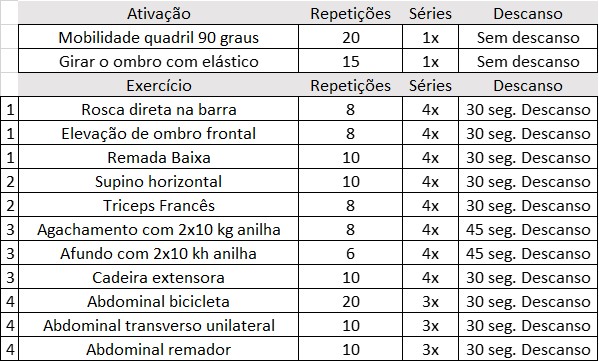 Ativação Repetições Séries Descanso
Mobilidade quadril 90 graus 20 1x Sem descanso
Girar o ombro com elástico 15 1x Sem descanso
Exercício Repetições Séries Descanso
1 Rosca direta na barra 8 4x 30 seg. Descanso
1 Elevação de ombro frontal 8 4x 30 seg. Descanso
1 Remada Baixa 10 4x 30 seg. Descanso
2 Supino horizontal 10 4x 30 seg. Descanso
2 Triceps Francês 8 4x 30 seg. Descanso
3 Agachamento com 2x10 kg anilha 8 4x 45 seg. Descanso
3 Afundo com 2x10 kh anilha 6 4x 45 seg. Descanso
3 Cadeira extensora 10 4x 30 seg. Descanso
4 Abdominal bicicleta 20 3x 30 seg. Descanso
4 Abdominal transverso unilateral 10 3x 30 seg. Descanso
4 Abdominal remador 10 3x 30 seg. Descanso